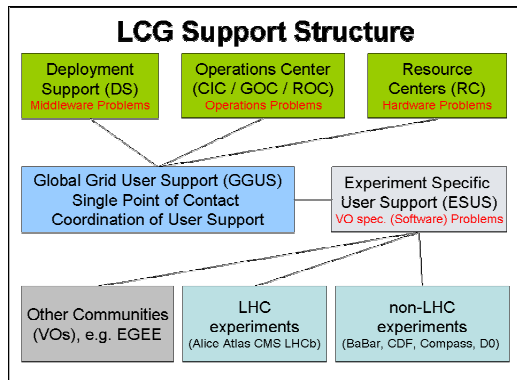 LCG Support Structure
Deployment
Support (DS)
Middleware Problems
Operations Center
(CIC / GOC / ROC)
Operations Problems
Resource
Centers (RC)
Hardware Problems
Global Grid User Support (GGUS)
Single Point of Contact
Coordination of User Support
Experiment Specific
User Support (ESUS)
VO spec. (Software) Problems
Other Communities
(VOs), e.g. EGEE
LHC
experiments
(Alice Atlas CMS LHCb)
non-LHC
experiments
(BaBar, CDF, Compass, D0)